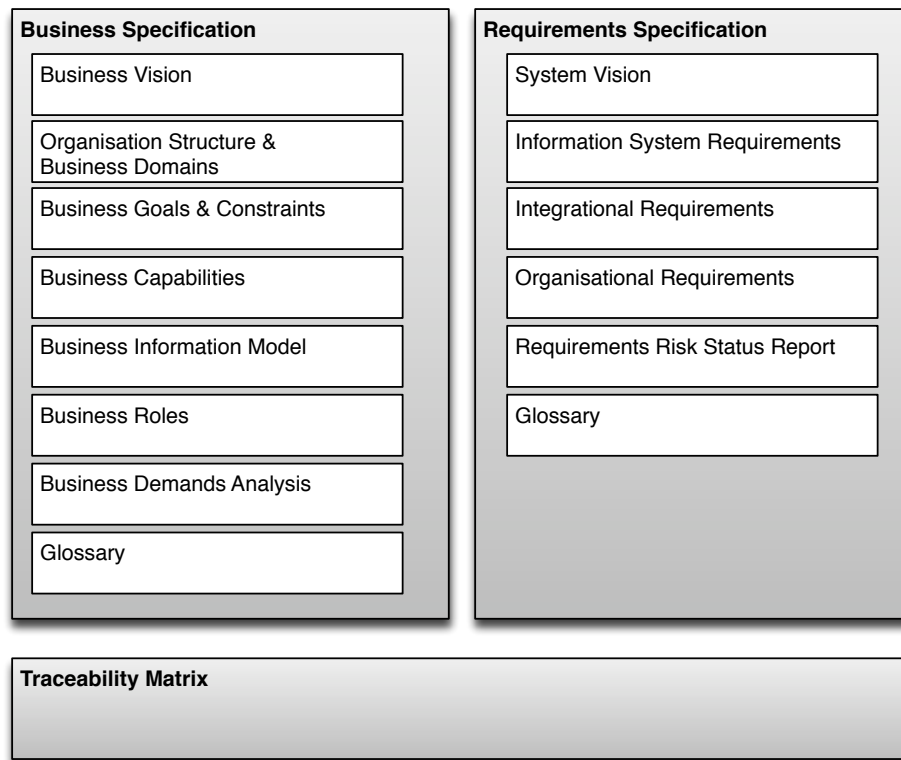 Business Specification
Business Vision
Organisation Structure &
Business Domains
Business Goals & Constraints
Business Capabilities
Business Information Model
Business Roles
Business Demands Analysis
Glossary
Requirements Specification
System Vision
Information System Requirements
Integrational Requirements
Organisational Requirements
Requirements Risk Status Report
Glossary
Traceability Matrix